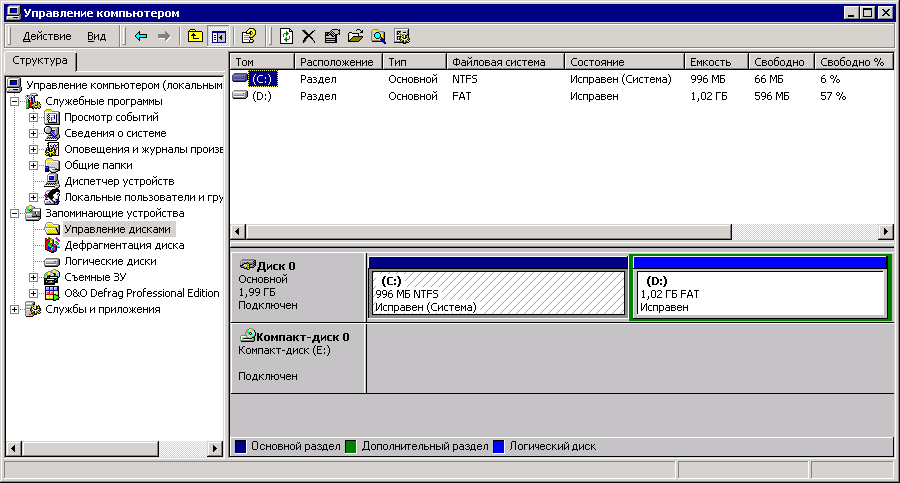 Управление компьютером
Действие Вид
Структура
Управление компьютером (локальным
Служебные программы
Просмотр событий
Сведения о системе
Оповещения и журналы произв
Общие папки
Диспетчер устройств
Локальные пользователи и гру
Запоминающие устройства
Управление дисками
Дефрагментация диска
Логические диски
Съемные ЗУ
O&O Defrag Professional Edition
Службы и приложения
Том Расположение Тип Файловая система Состояние Емкость Свободно Свободно %
(C:) Раздел Основной NTFS Исправен (Система) 996 МБ 66 МБ 6 %
(D:) Раздел Основной FAT Исправен 1,02 ГБ 596 МБ 57 %
Диск 0
Основной
1,99 ГБ
Подключен
(C:)
996 МБ NTFS
Исправен (Система)
(D:)
1,02 ГБ FAT
Исправен
Компакт-диск 0
Компакт-диск (E:)
Подключен
Основной раздел Дополнительный раздел Логический диск